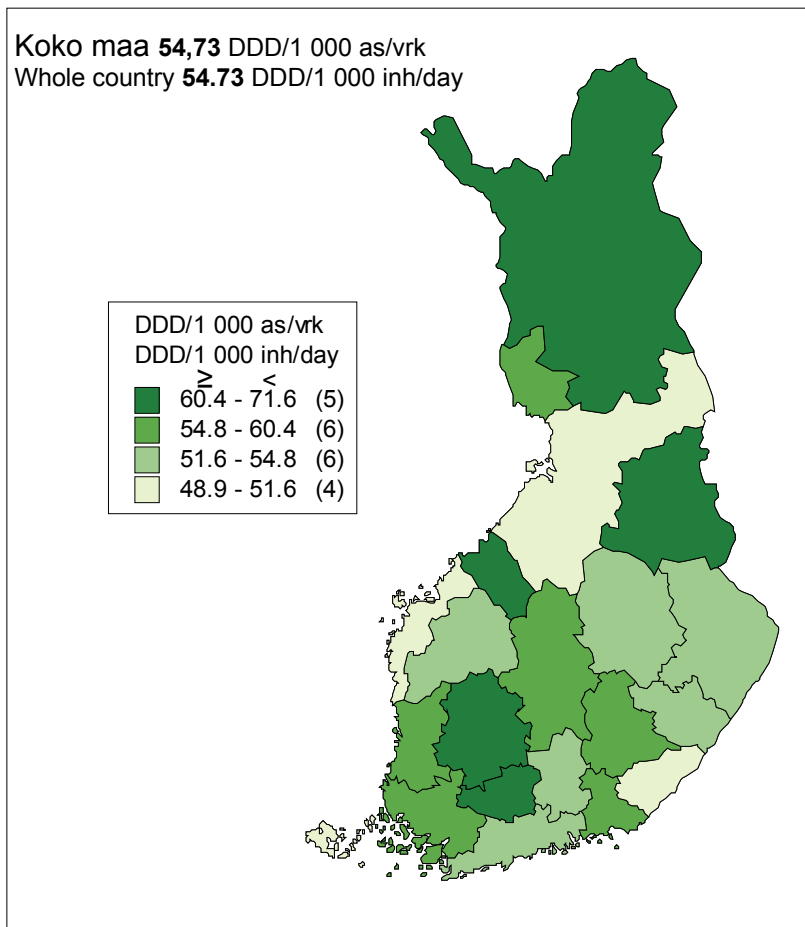 Koko maa 54,73 DDD/1 000 as/vrk
Whole country 54.73 DDD/1 000 inh/day
DDD/1 000 as/vrk
DDD/1 000 inh/day
≥ <
60.4 - 71.6 (5)
54.8 - 60.4 (6)
51.6 - 54.8 (6)
48.9 - 51.6 (4)